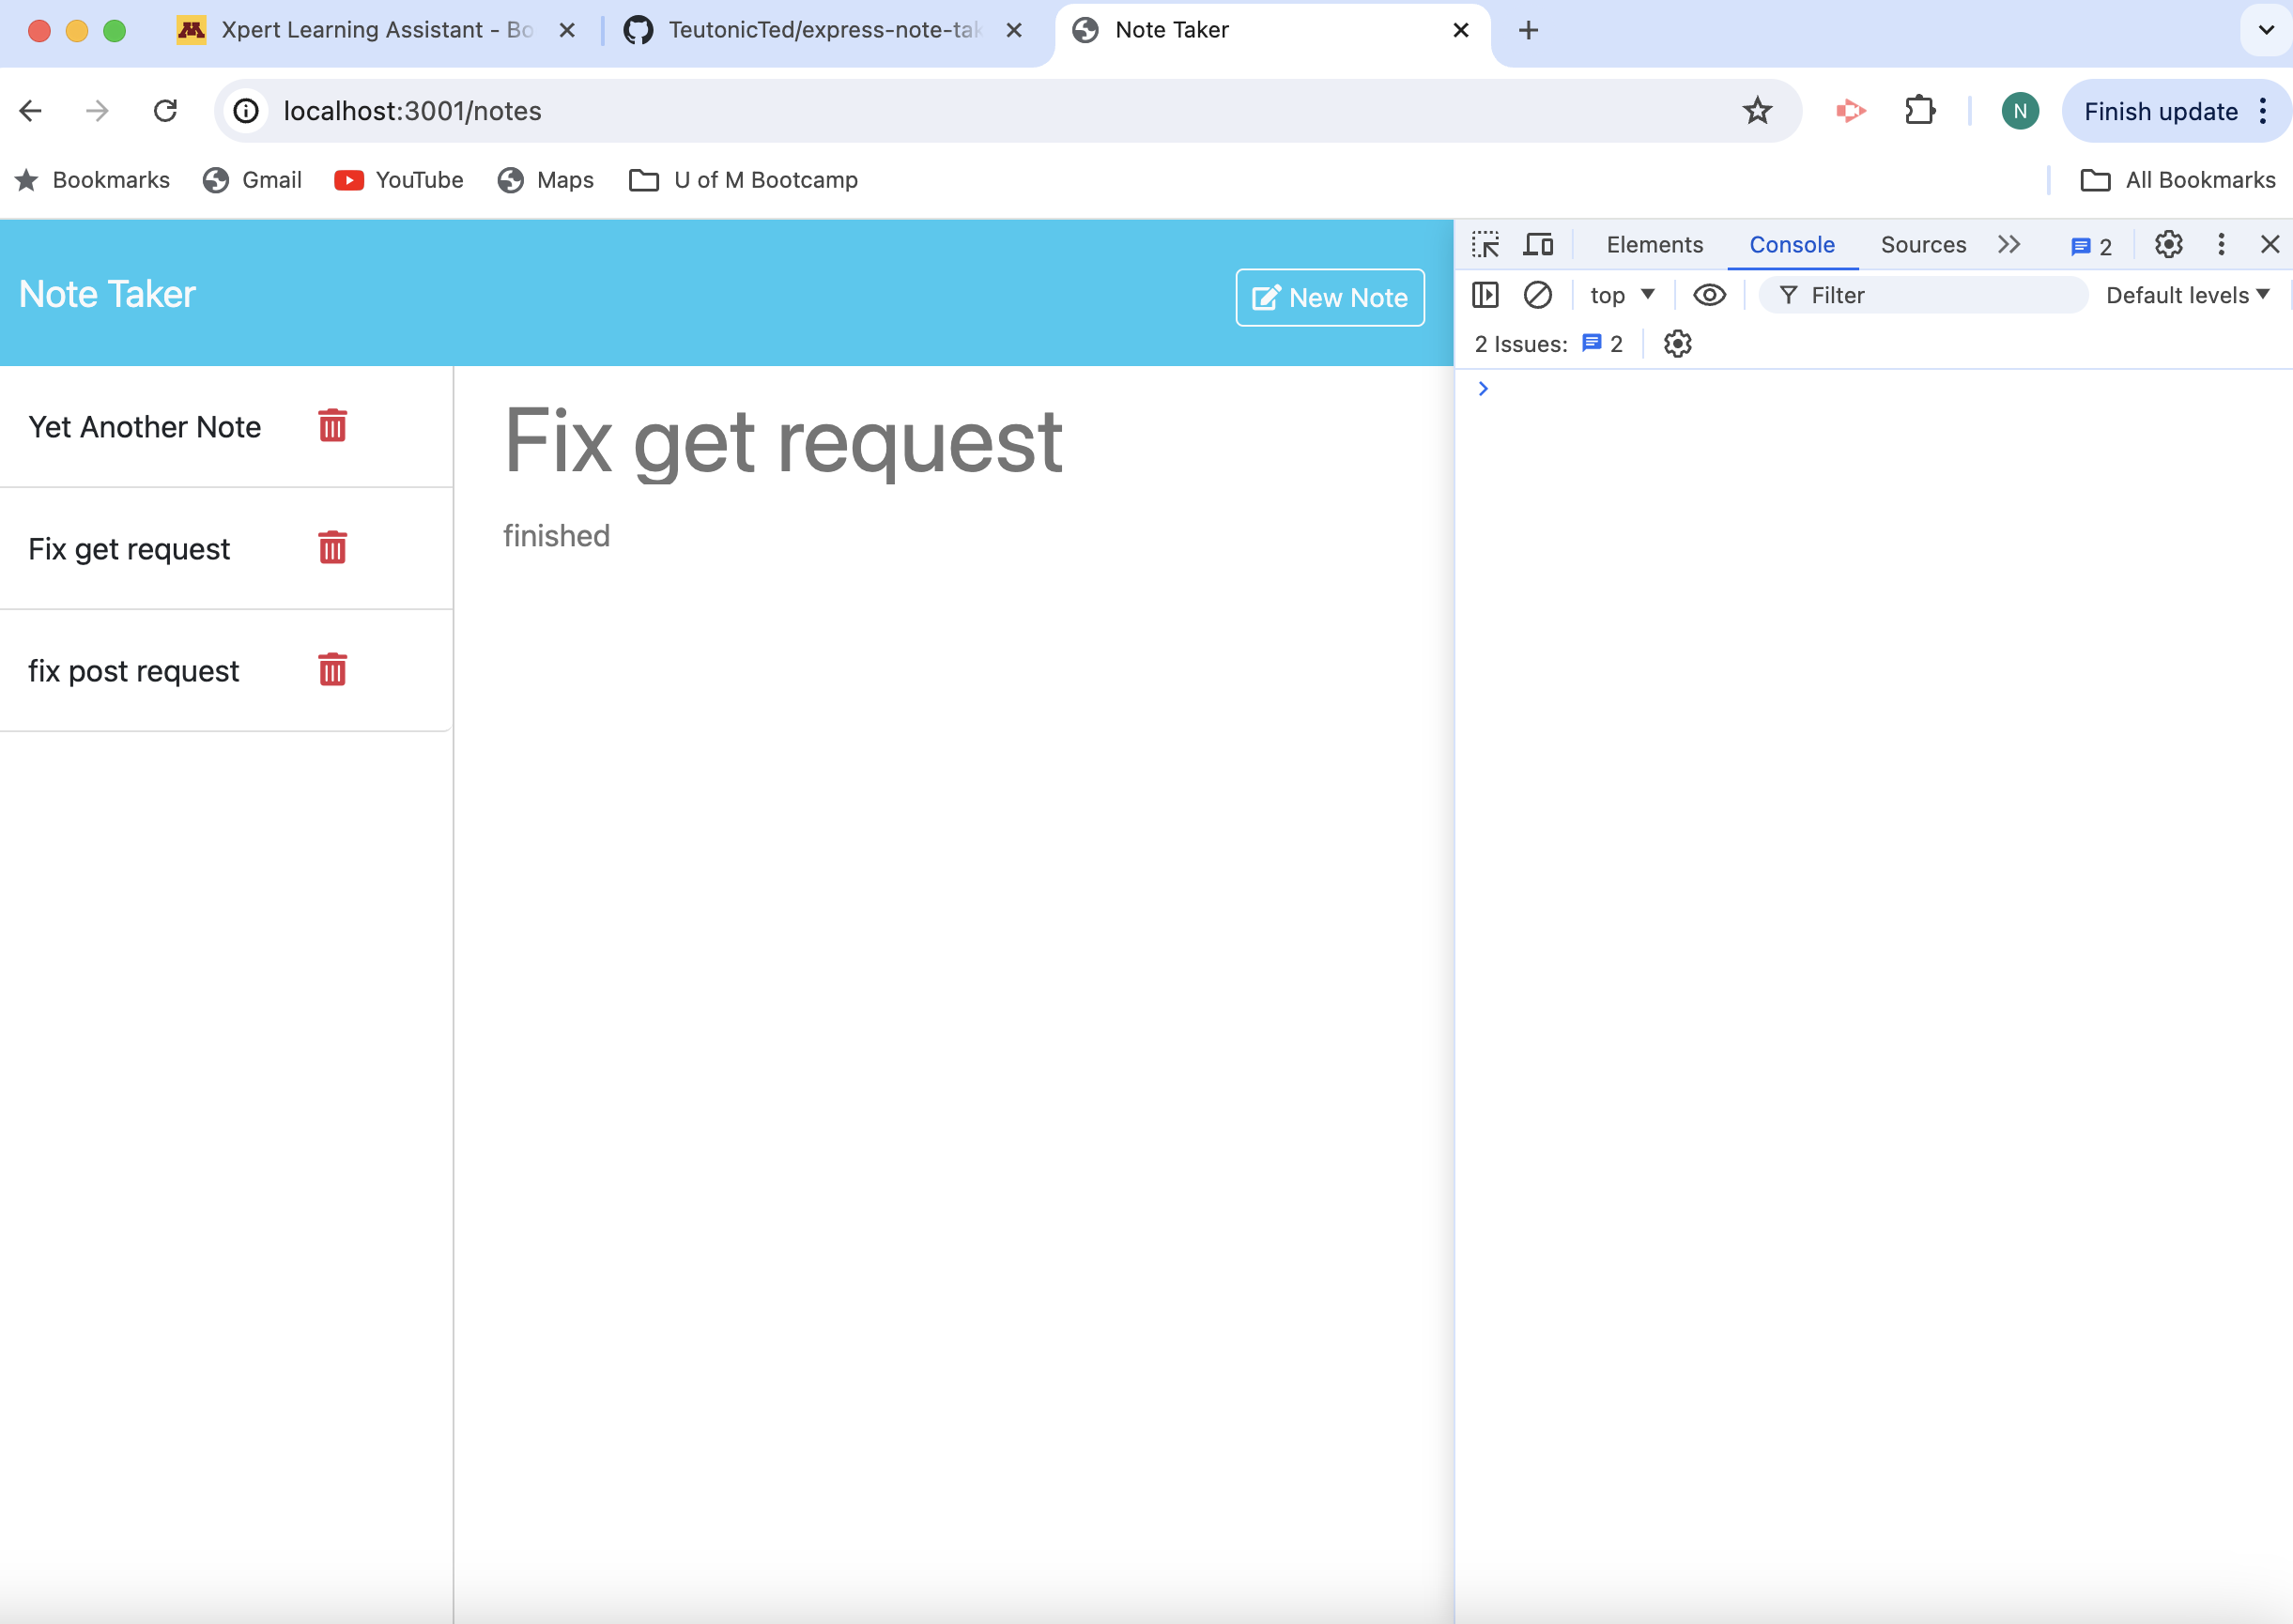 Xpert Learning Assistant - Bo
TeutonicTed/express-note-tak
Note Taker
localhost:3001/notes
N
Finish update
Bookmarks
Gmail
YouTube
Maps
U of M Bootcamp
All Bookmarks
Note Taker
New Note
Yet Another Note
Fix get request
fix post request
Fix get request
finished
Elements
Console
Sources
2
top
Filter
Default levels
2 Issues:
2